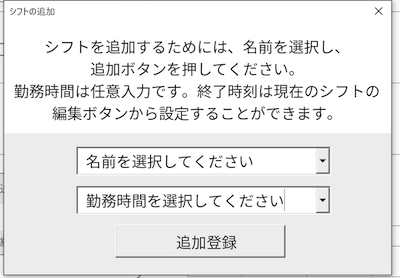 シフトの追加
シフトを追加するためには、名前を選択し、
追加ボタンを押してください。
勤務時間は任意入力です。終了時刻は現在のシフトの
編集ボタンから設定することができます。
名前を選択してください
勤務時間を選択してください
追加登録